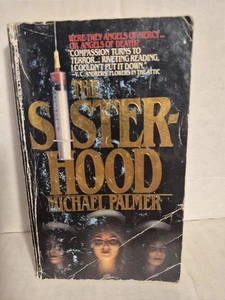 WERE THEY ANGELS OF MERCY...
OR ANGELS OF DEATH?
"COMPASSION TURNS TO
TERROR... RIVETING READING,
I COULDN'T PUT IT DOWN."
—V.C. ANDREWS, FLOWERS IN THE ATTIC
THE
SISTER-
HOOD
MICHAEL PALMER